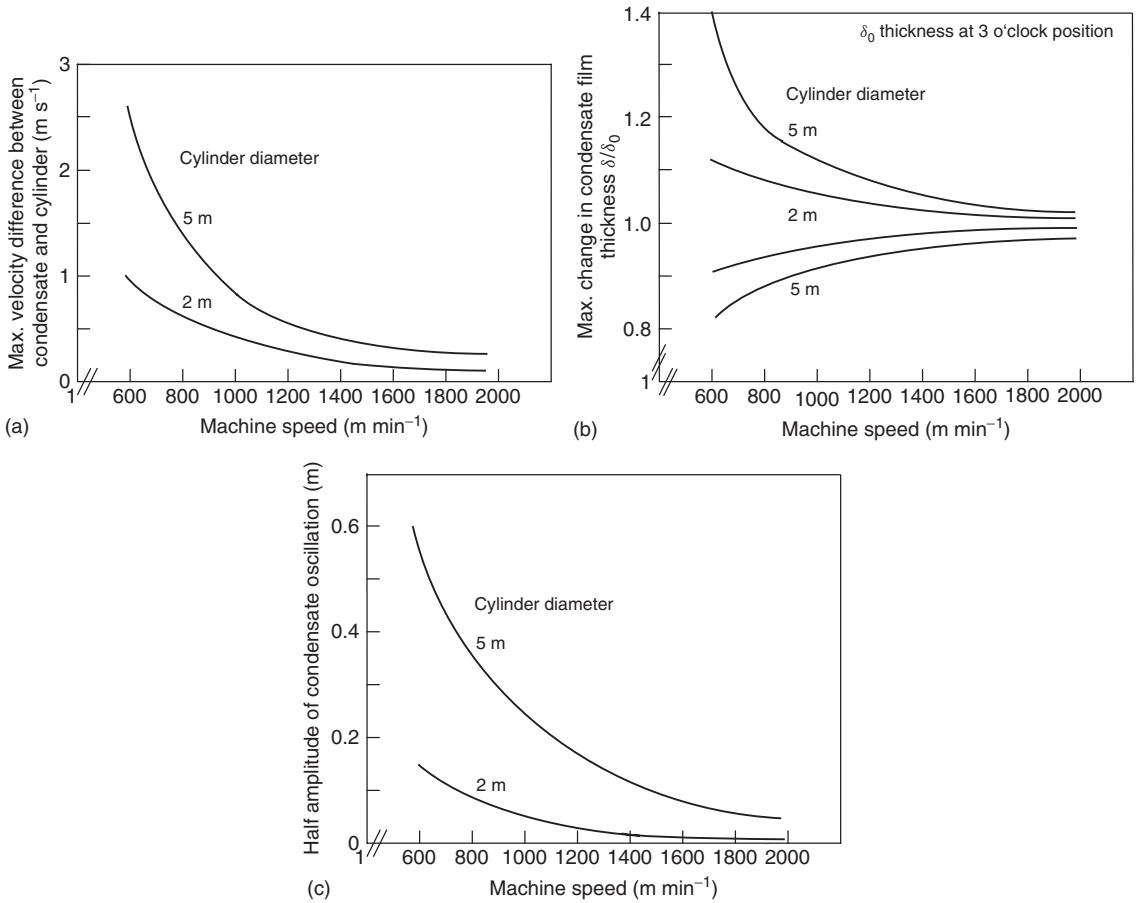 Max. velocity difference between
condensate and cylinder (m s⁻¹)
3
2
1
0
Cylinder diameter
5 m
2 m
1 600 800 1000 1200 1400 1600 1800 2000
Machine speed (m min⁻¹)
(a)
Max. change in condensate film
thickness δ/δ₀
1.4
1.2
1.0
0.8
1
δ₀ thickness at 3 o'clock position
Cylinder diameter
5 m
2 m
5 m
600 800 1000 1200 1400 1600 1800 2000
Machine speed (m min⁻¹)
(b)
Half amplitude of condensate oscillation (m)
0.6
0.4
0.2
0
Cylinder diameter
5 m
2 m
1 600 800 1000 1200 1400 1600 1800 2000
Machine speed (m min⁻¹)
(c)